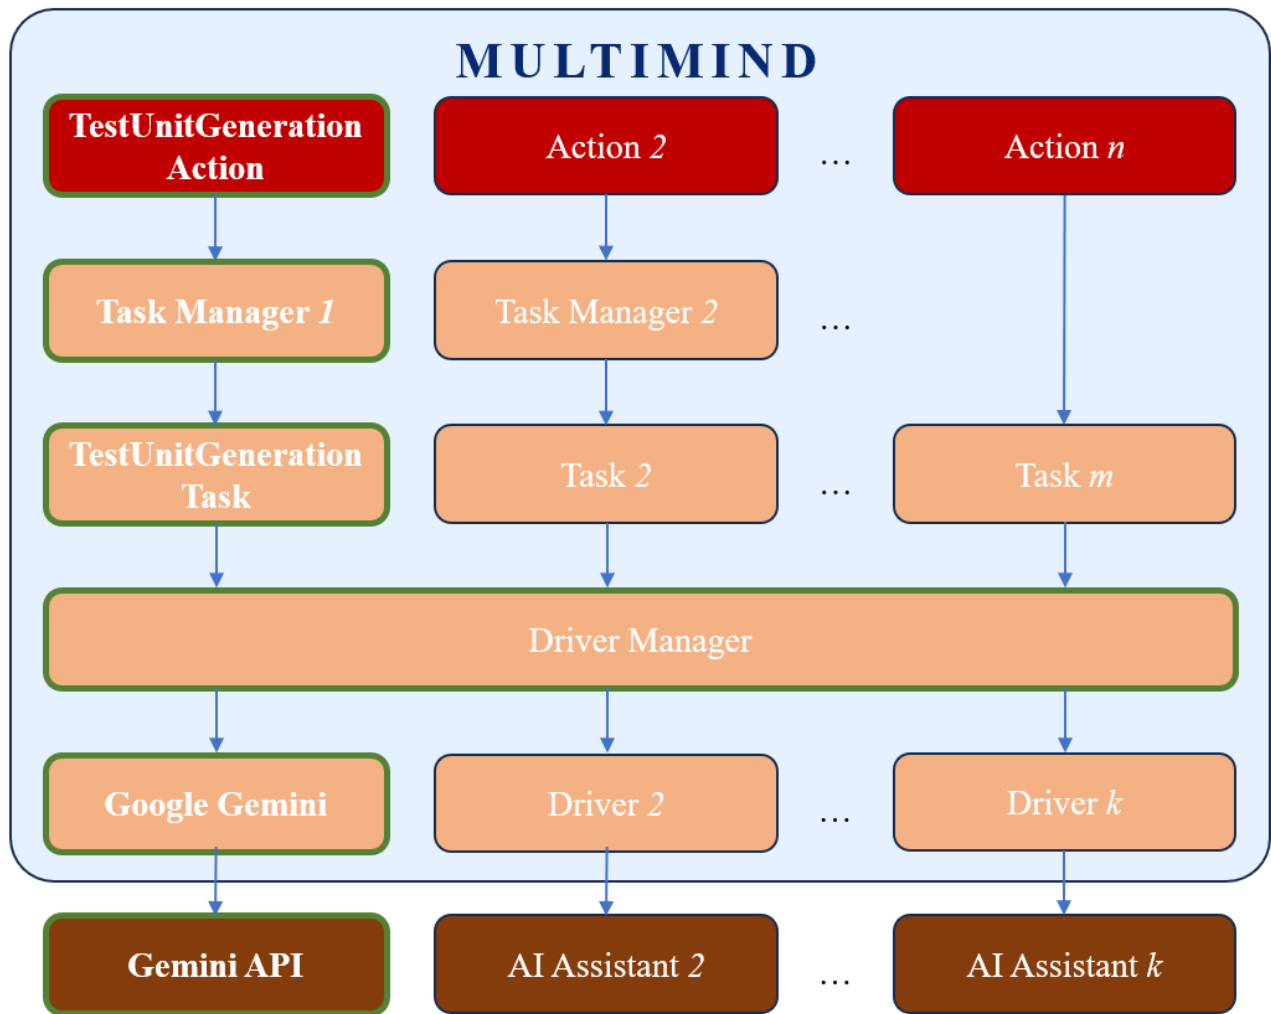 MULTIMIND
TestUnitGeneration
Action
Action 2
...
Action n
Task Manager 1
Task Manager 2
...
TestUnitGeneration
Task
Task 2
...
Task m
Driver Manager
Google Gemini
Driver 2
...
Driver k
Gemini API
AI Assistant 2
...
AI Assistant k